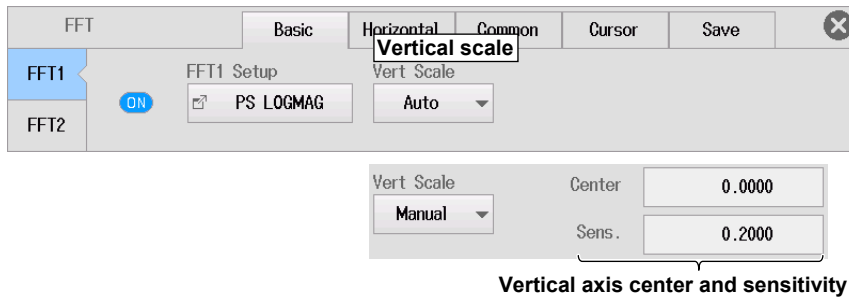 FFT
Basic
Horizontal
Common
Cursor
Save
Vertical scale
FFT1
FFT1 Setup
Vert Scale
ON
PS LOGMAG
Auto
FFT2
Vert Scale
Center
0.0000
Manual
Sens.
0.2000
Vertical axis center and sensitivity